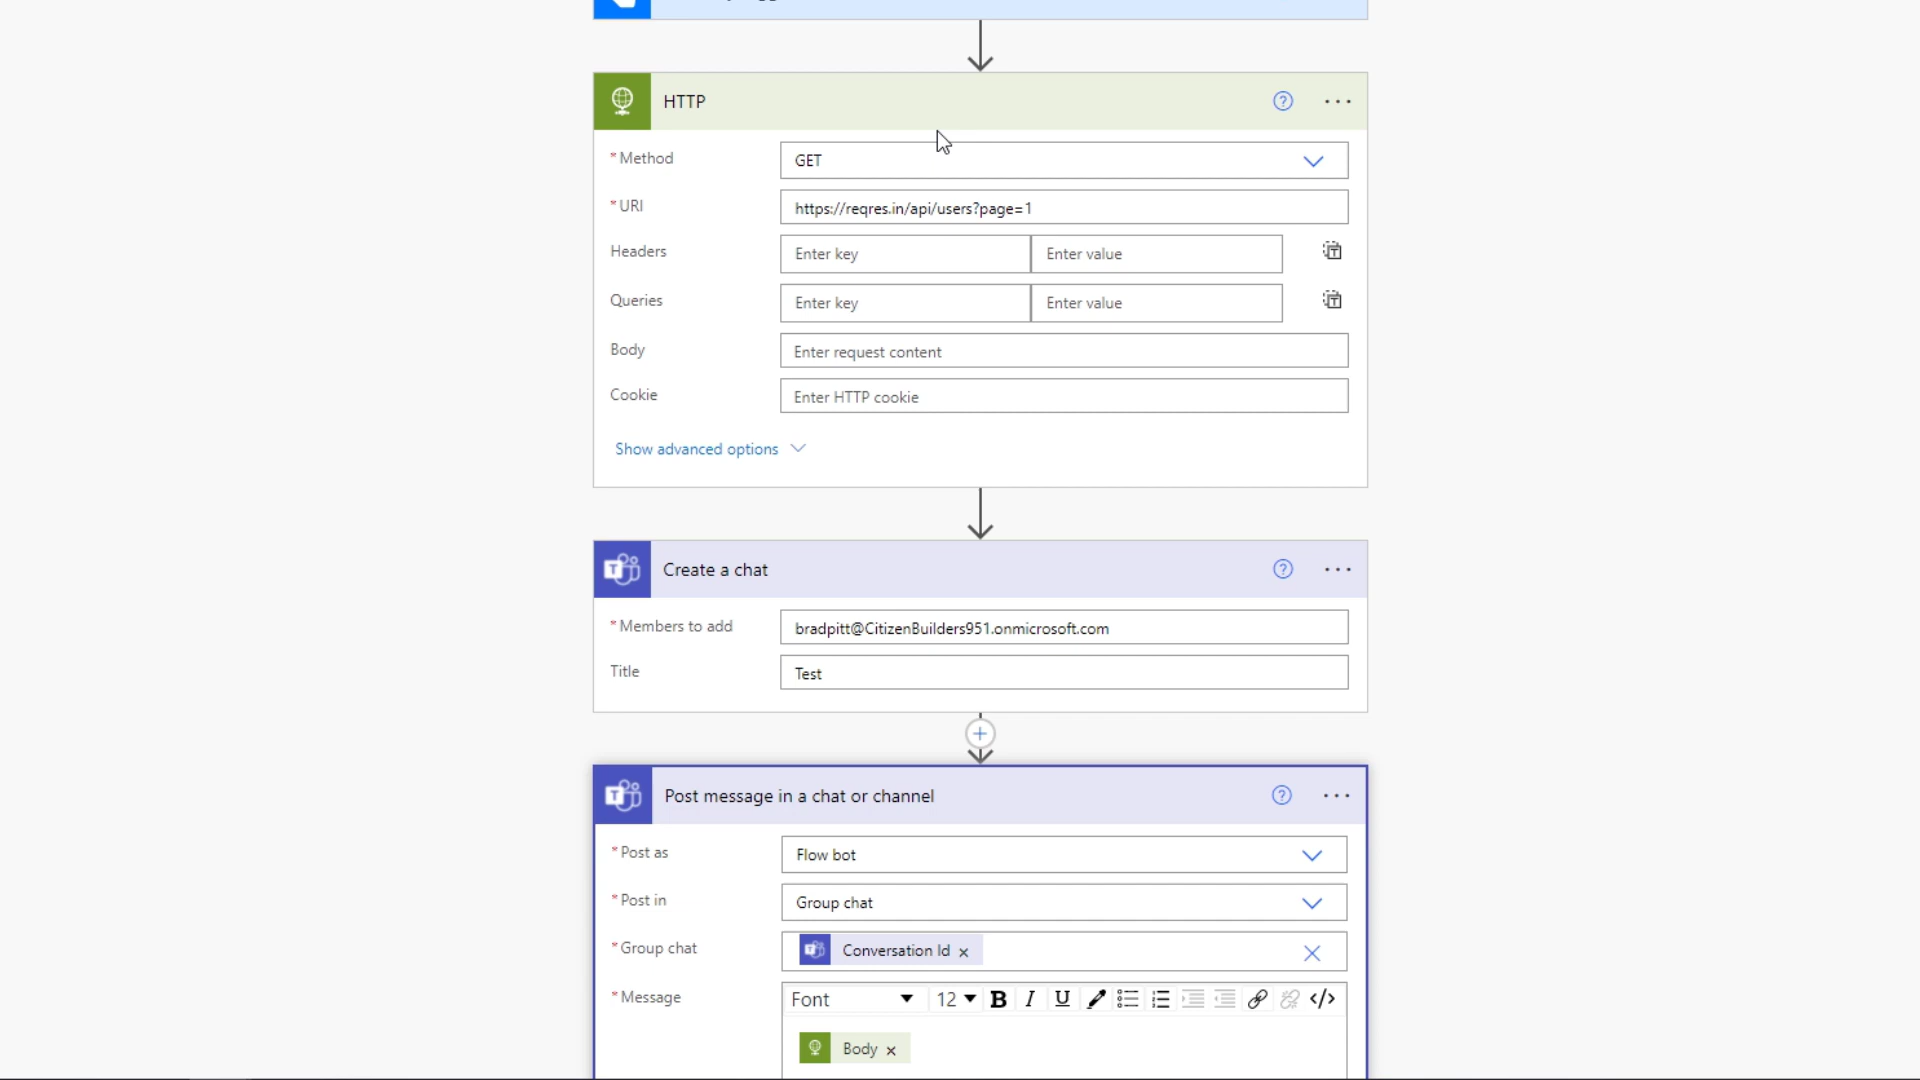 HTTP
* Method
GET
* URI
https://reqres.in/api/users?page=1
Headers
Enter key
Enter value
Queries
Enter key
Enter value
Body
Enter request content
Cookie
Enter HTTP cookie
Show advanced options
Create a chat
* Members to add
bradpitt@CitizenBuilders951.onmicrosoft.com
Title
Test
Post message in a chat or channel
* Post as
Flow bot
* Post in
Group chat
* Group chat
Conversation Id ×
* Message
Font 12 B I U </>
Body ×